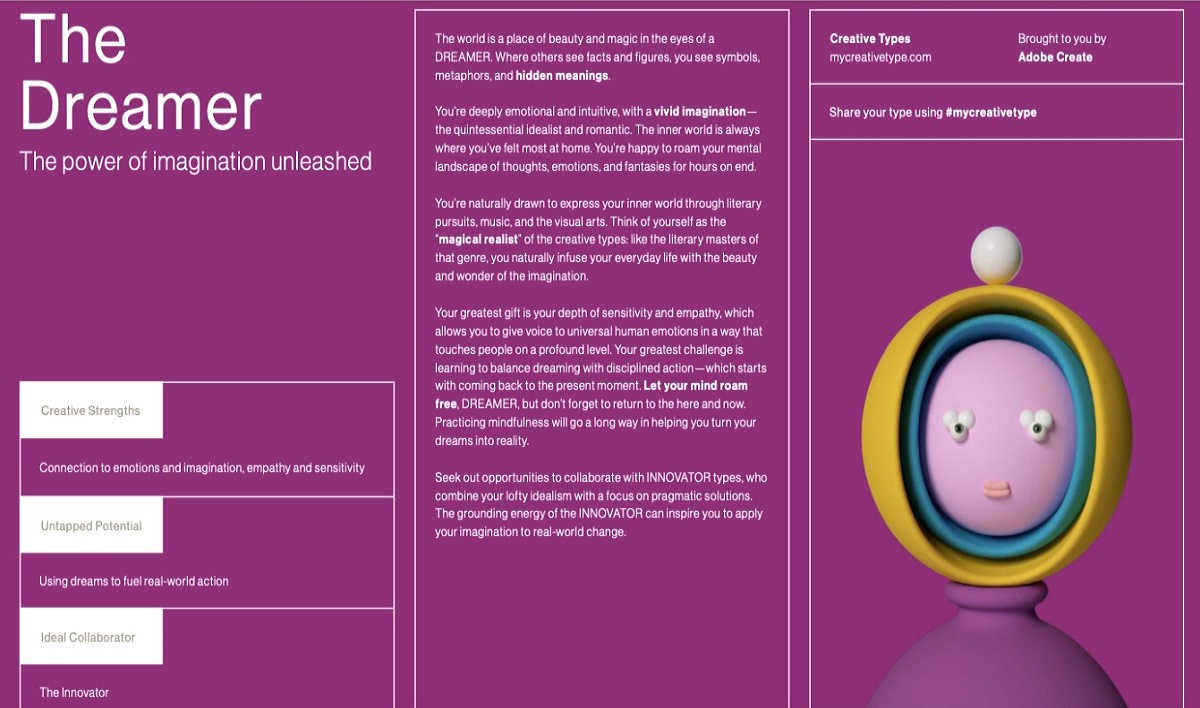 The
Dreamer
The power of imagination unleashed
Creative Strengths
Connection to emotions and imagination, empathy and sensitivity
Untapped Potential
Using dreams to fuel real-world action
Ideal Collaborator
The Innovator
The world is a place of beauty and magic in the eyes of a
DREAMER. Where others see facts and figures, you see symbols,
metaphors, and hidden meanings.
You're deeply emotional and intuitive, with a vivid imagination—
the quintessential idealist and romantic. The inner world is always
where you've felt most at home. You're happy to roam your mental
landscape of thoughts, emotions, and fantasies for hours on end.
You're naturally drawn to express your inner world through literary
pursuits, music, and the visual arts. Think of yourself as the
"magical realist" of the creative types: like the literary masters of
that genre, you naturally infuse your everyday life with the beauty
and wonder of the imagination.
Your greatest gift is your depth of sensitivity and empathy, which
allows you to give voice to universal human emotions in a way that
touches people on a profound level. Your greatest challenge is
learning to balance dreaming with disciplined action—which starts
with coming back to the present moment. Let your mind roam
free, DREAMER, but don't forget to return to the here and now.
Practicing mindfulness will go a long way in helping you turn your
dreams into reality.
Seek out opportunities to collaborate with INNOVATOR types, who
combine your lofty idealism with a focus on pragmatic solutions.
The grounding energy of the INNOVATOR can inspire you to apply
your imagination to real-world change.
Creative Types
mycreativetype.com
Brought to you by
Adobe Create
Share your type using #mycreativetype